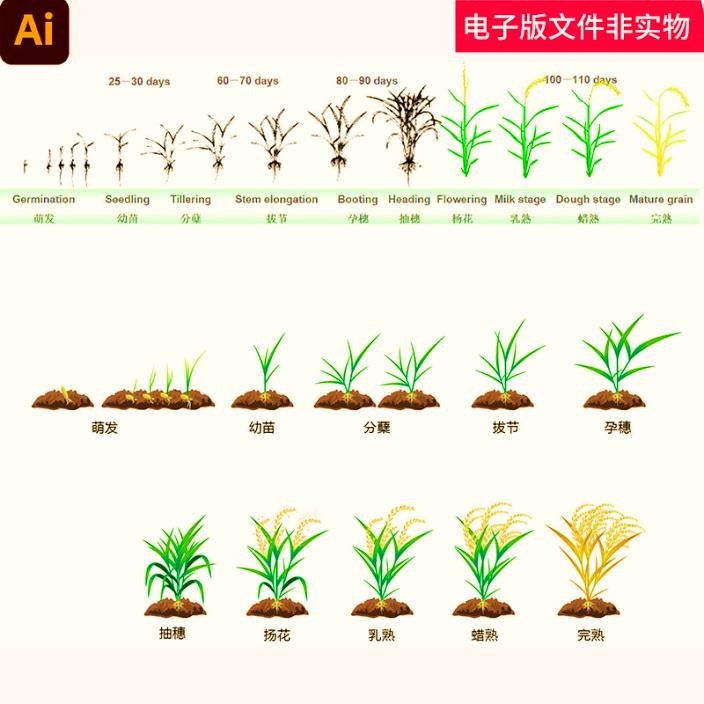 Ai
电子版文件非实物
25—30 days 60—70 days 80—90 days 100—110 days
Germination Seedling Tillering Stem elongation Booting Heading Flowering Milk stage Dough stage Mature grain
萌发 幼苗 分蘖 拔节 孕穗 抽穗 杨花 乳熟 蜡熟 完熟
萌发 幼苗 分蘖 拔节 孕穗
抽穗 扬花 乳熟 蜡熟 完熟